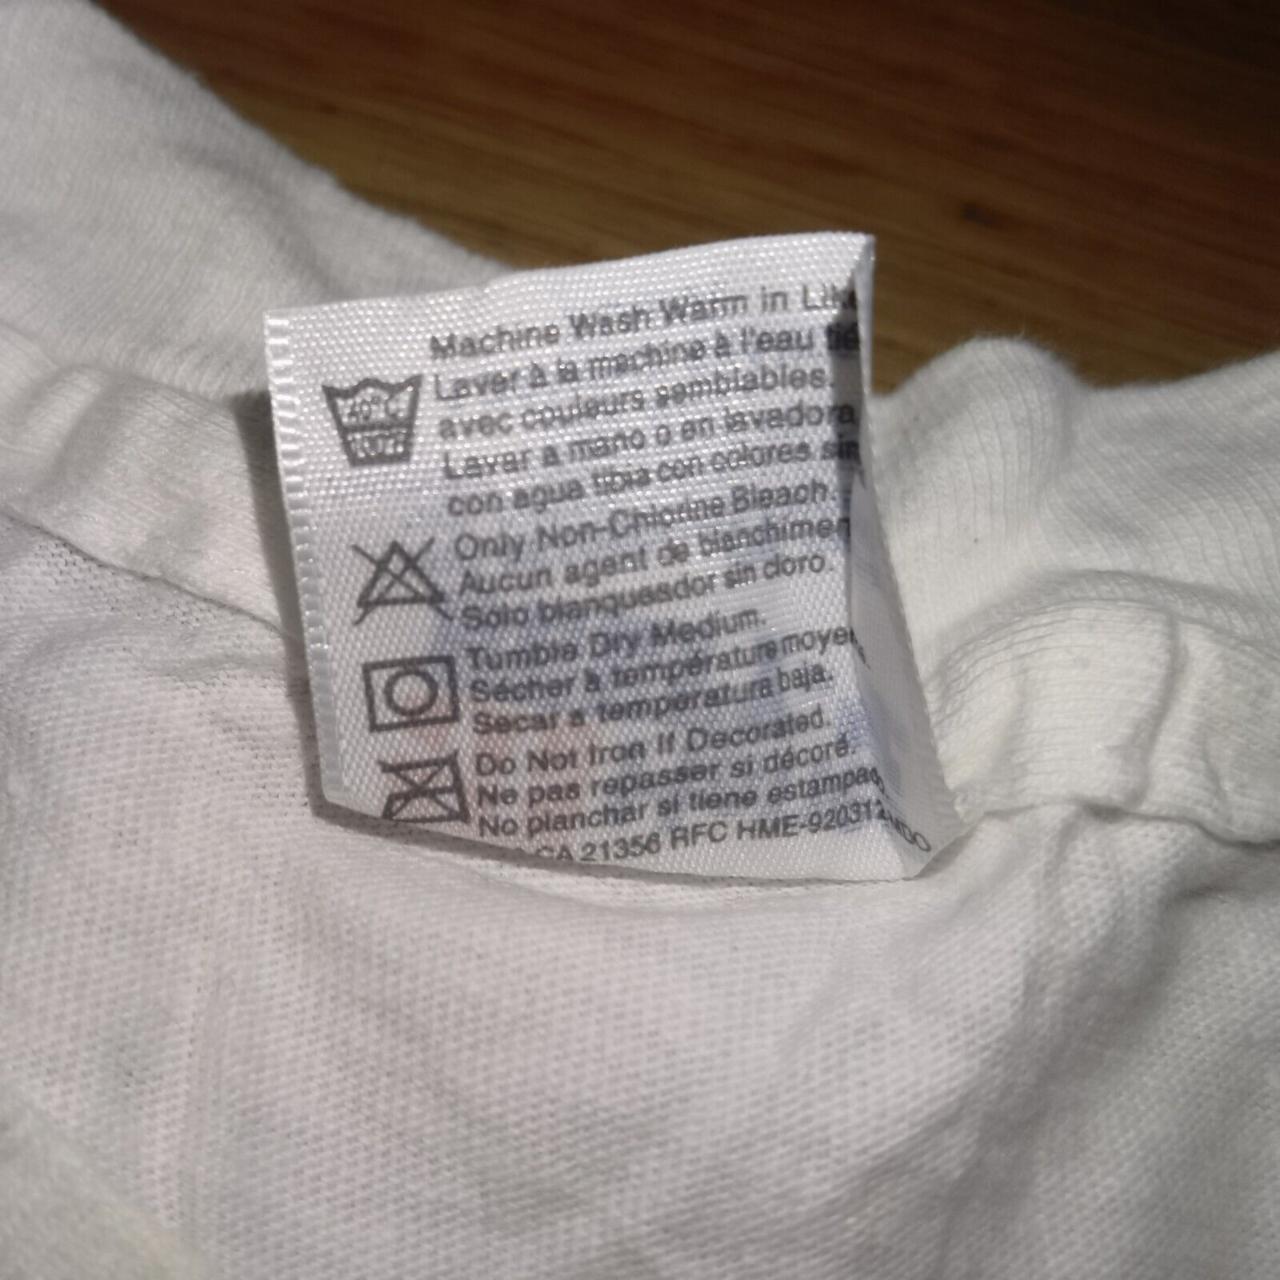 Machine Wash Warm in Lik
Laver à la machine à l'eau tiè
avec couleurs semblables.
Lavar a mano o en lavadora
con agua tibia con colores sim
40°C
Only Non-Chlorine Bleach.
Aucun agent de blanchimen
Solo blanqueador sin cloro.
Tumble Dry Medium.
Sécher à température moyen
Secar a temperatura baja.
Do Not Iron If Decorated.
Ne pas repasser si décoré.
No planchar si tiene estampad
CA 21356 RFC HME-920312